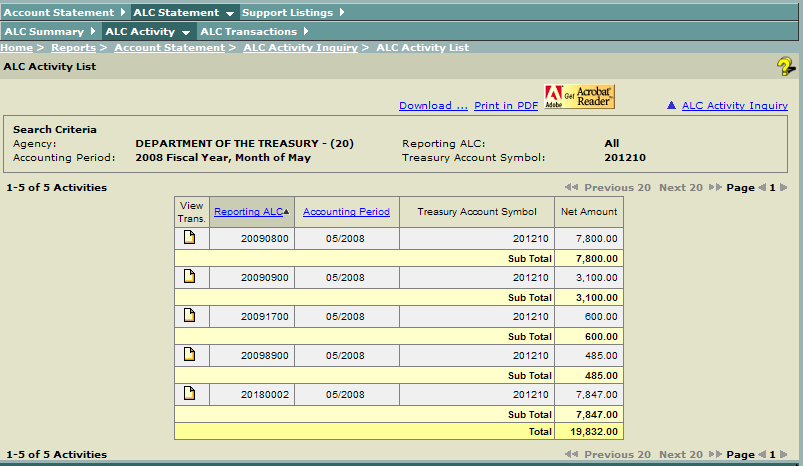 Account Statement ALC Statement Support Listings
ALC Summary ALC Activity ALC Transactions
Home > Reports > Account Statement > ALC Activity Inquiry > ALC Activity List
ALC Activity List
Download ... Print in PDF Adobe Get Acrobat Reader ALC Activity Inquiry
Search Criteria
Agency: DEPARTMENT OF THE TREASURY - (20) Reporting ALC: All
Accounting Period: 2008 Fiscal Year, Month of May Treasury Account Symbol: 201210
1-5 of 5 Activities Previous 20 Next 20 Page 1
View Trans. Reporting ALC Accounting Period Treasury Account Symbol Net Amount
20090800 05/2008 201210 7,800.00
Sub Total 7,800.00
20090900 05/2008 201210 3,100.00
Sub Total 3,100.00
20091700 05/2008 201210 600.00
Sub Total 600.00
20098900 05/2008 201210 485.00
Sub Total 485.00
20180002 05/2008 201210 7,847.00
Sub Total 7,847.00
Total 19,832.00
1-5 of 5 Activities Previous 20 Next 20 Page 1